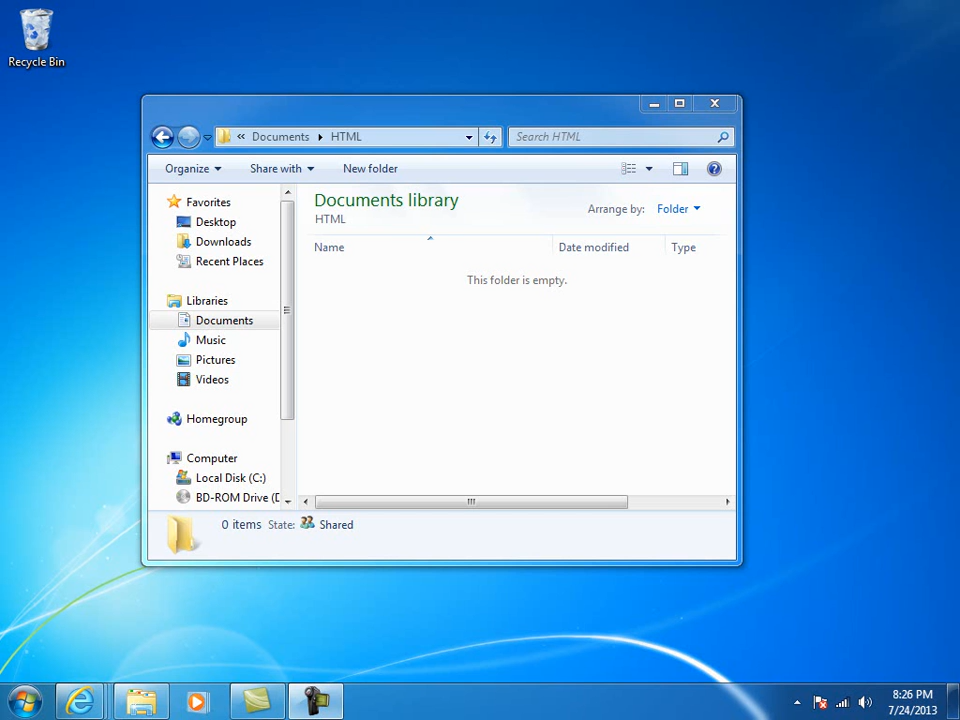 Recycle Bin
« Documents ▸ HTML
Search HTML
Organize
Share with
New folder
Favorites
Desktop
Downloads
Recent Places
Libraries
Documents
Music
Pictures
Videos
Homegroup
Computer
Local Disk (C:)
BD-ROM Drive (D
Documents library
HTML
Arrange by: Folder
Name
Date modified
Type
This folder is empty.
0 items State: Shared
8:26 PM
7/24/2013